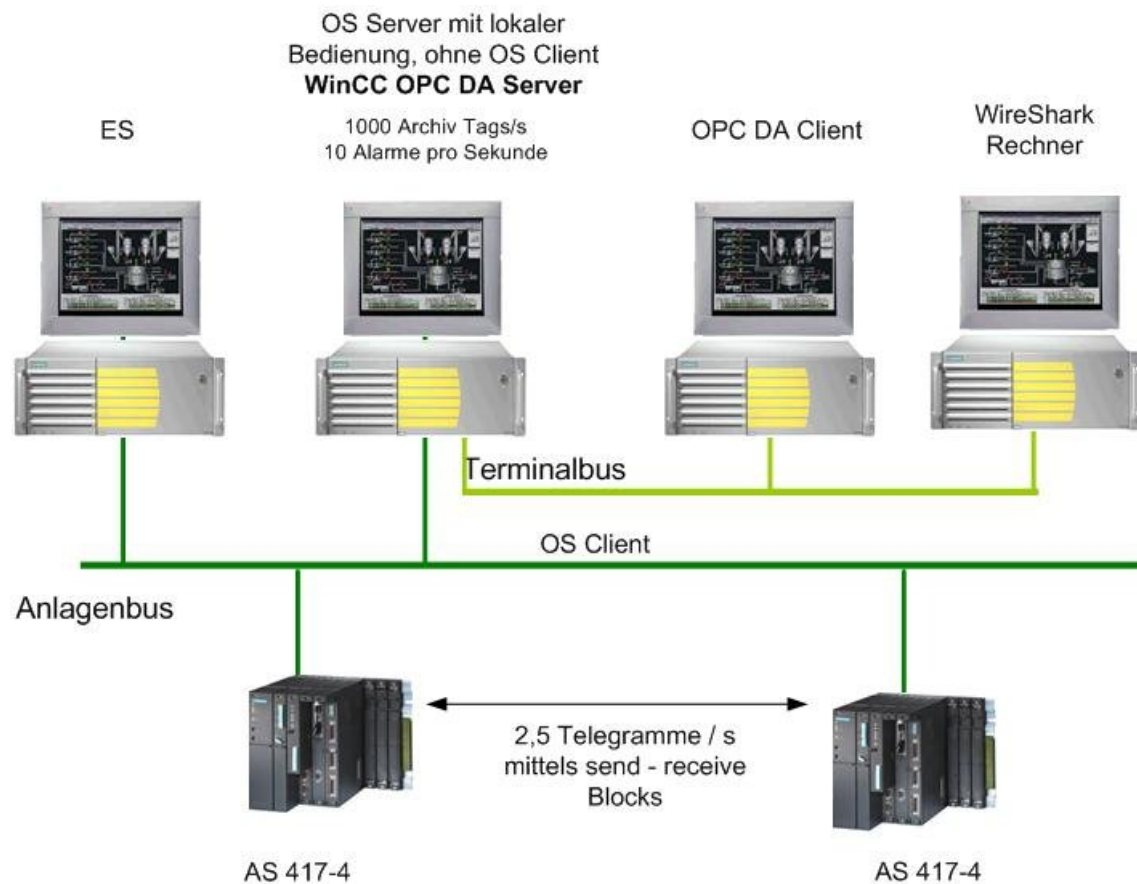 OS Server mit lokaler
Bedienung, ohne OS Client
WinCC OPC DA Server
1000 Archiv Tags/s
10 Alarme pro Sekunde
ES
OPC DA Client
WireShark
Rechner
Terminalbus
OS Client
Anlagenbus
2,5 Telegramme / s
mittels send - receive
Blocks
AS 417-4
AS 417-4